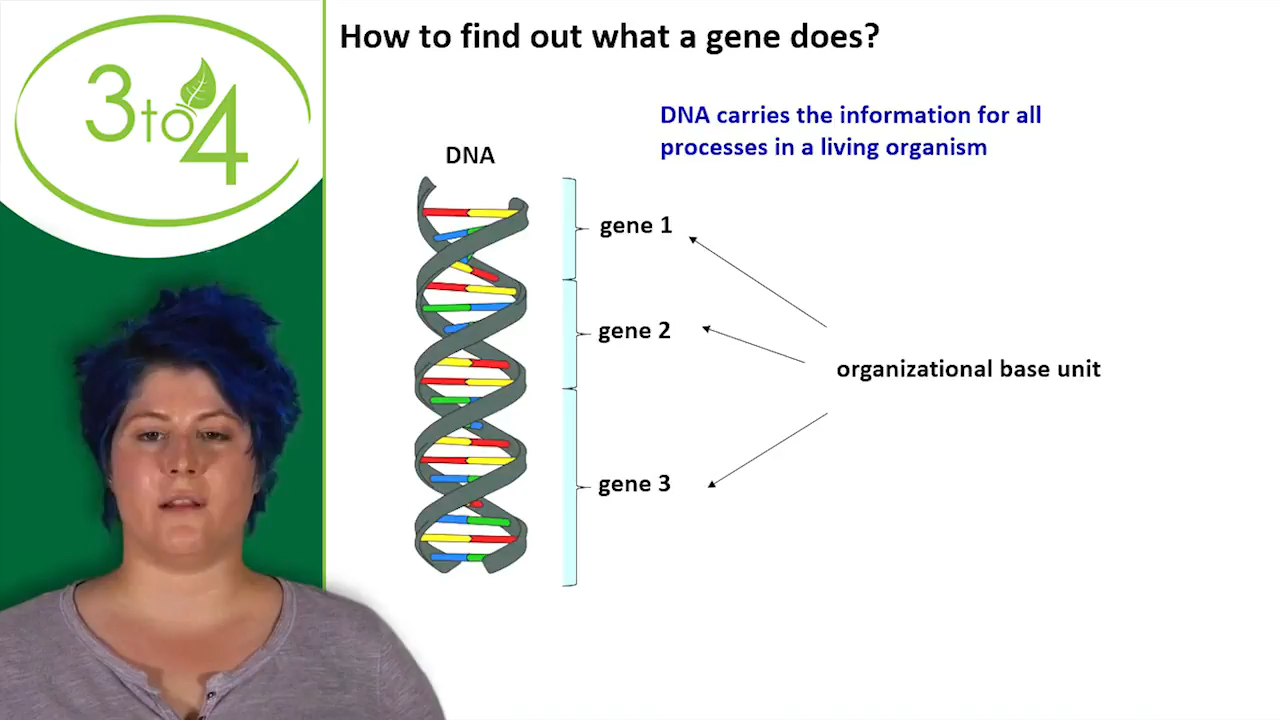 3to4
How to find out what a gene does?
DNA carries the information for all
processes in a living organism
DNA
gene 1
gene 2
organizational base unit
gene 3